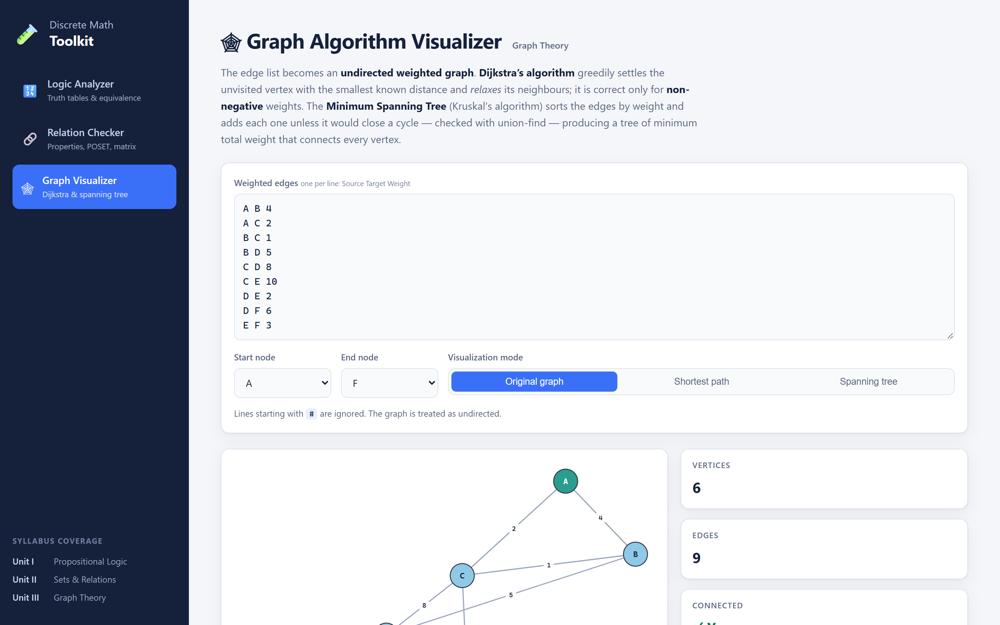 Discrete Math
Toolkit
Logic Analyzer
Truth tables & equivalence
Relation Checker
Properties, POSET, matrix
Graph Visualizer
Dijkstra & spanning tree
SYLLABUS COVERAGE
Unit I Propositional Logic
Unit II Sets & Relations
Unit III Graph Theory
Graph Algorithm Visualizer Graph Theory
The edge list becomes an undirected weighted graph. Dijkstra’s algorithm greedily settles the
unvisited vertex with the smallest known distance and relaxes its neighbours; it is correct only for non-
negative weights. The Minimum Spanning Tree (Kruskal’s algorithm) sorts the edges by weight and
adds each one unless it would close a cycle — checked with union-find — producing a tree of minimum
total weight that connects every vertex.
Weighted edges one per line: Source Target Weight
A B 4
A C 2
B C 1
B D 5
C D 8
C E 10
D E 2
D F 6
E F 3
Start node End node Visualization mode
A F Original graph Shortest path Spanning tree
Lines starting with # are ignored. The graph is treated as undirected.
A
4
2
B
1
C
5
8
VERTICES
6
EDGES
9
CONNECTED